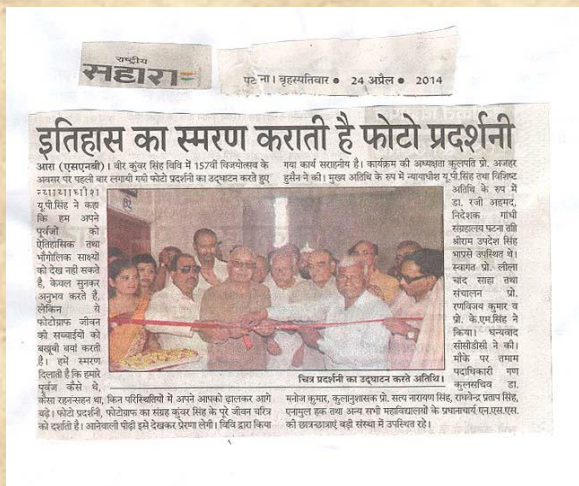 राष्ट्रीय
सहारा
पटना। बृहस्पतिवार ● 24 अप्रैल ● 2014
इतिहास का स्मरण कराती है फोटो प्रदर्शनी
आरा (एसएनबी)। वीर कुंवर सिंह विवि में 157वीं विजयोत्सव के
अवसर पर पहली बार लगायी गयी फोटो प्रदर्शनी का उद्घाटन करते हुए
न्यायाधीश
यू.पी.सिंह ने कहा
कि हम अपने
पूर्वजों को
ऐतिहासिक तथा
भौगोलिक साक्ष्यों
को देख नही सकते
है, केवल सुनकर
अनुभव करते है,
लेकिन ये
फोटोग्राफ जीवन
की सच्चाईयों को
बखूबी बयां करती
है। हमें स्मरण
दिलाती है कि हमारे
पूर्वज कैसे थे,
कैसा रहन-सहन था, किन परिस्थितियों में अपने आपको ढ़ालकर आगे
बढ़े। फोटो प्रदर्शनी, फोटोग्राफ का संग्रह कुंवर सिंह के पूरे जीवन चरित्र
को दर्शाती है। आनेवाली पीढ़ी इसे देखकर प्रेरणा लेगी। विवि द्वारा किया
गया कार्य सराहनीय है। कार्यक्रम की अध्यक्षता कुलपति प्रो. अजहर
हुसैन ने की। मुख्य अतिथि के रुप में न्यायाधीश यू.पी.सिंह तथा विशिष्ट
अतिथि के रुप में
डा. रजी अहमद,
निदेशक गांधी
संग्रहालय पटना
श्रीराम उपदेश सिंह
भाप्रसे उपस्थित थे।
स्वागत प्रो. लीला
चांद साहा तथा
संचालन प्रो.
रणविजय कुमार व
प्रो. के.एम.सिंह ने
किया। धन्यवाद
सीसीडीसी ने की।
मौके पर तमाम
पदाधिकारी गण
कुलसचिव डा.
चित्र प्रदर्शनी का उद्घाटन करते अतिथि।
मनोज कुमार, कुलानुशासक प्रो. सत्य नारायण सिंह, राघवेन्द्र प्रताप सिंह,
एनामुल हक तथा अन्य सभी महाविद्यालयों के प्रधानाचार्य एन.एस.एस.
की छात्र-छात्राएं बड़ी संस्था में उपस्थित रहे।